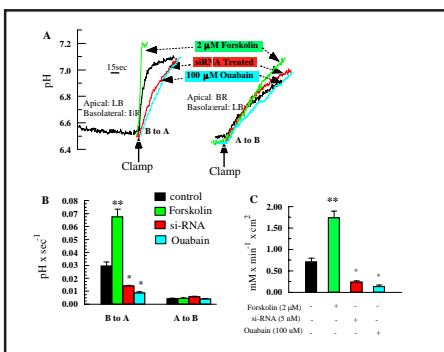 A
7.2
7.0
6.8
6.6
6.4
pH
15sec
2 µM Forskolin
siRNA Treated
100 µM Ouabain
Apical: LB
Basolateral: BR
B to A
Apical: BR
Basolateral: LB
A to B
Clamp
Clamp
B
0.08
0.07
0.06
0.05
0.04
0.03
0.02
0.01
0.00
pH x sec-1
**
*
*
control
Forskolin
si-RNA
Ouabain
B to A
A to B
C
2.00
1.50
1.00
0.50
0.00
mM x min-1 x cm2
**
*
*
Forskolin (2 µM) - + - -
si-RNA (5 nM) - - + -
Ouabain (100 uM) - - - +